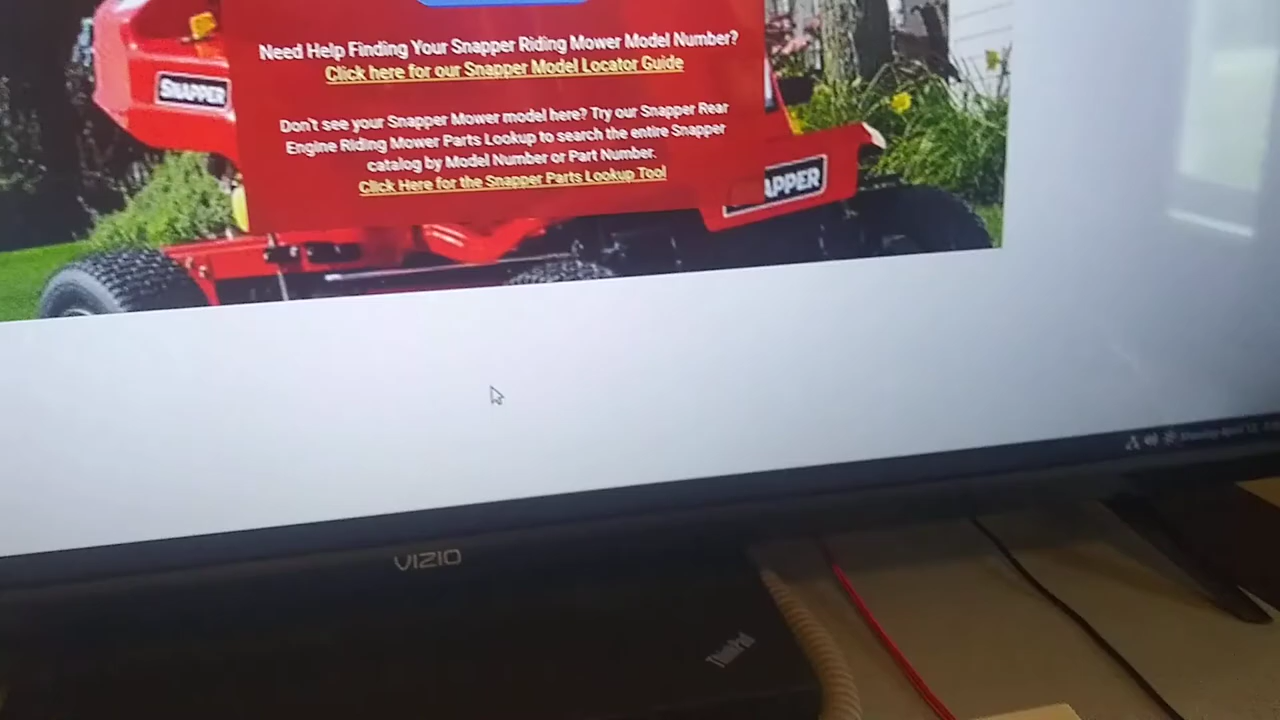 Need Help Finding Your Snapper Riding Mower Model Number?
Click here for our Snapper Model Locator Guide
SNAPPER
Don't see your Snapper Mower model here? Try our Snapper Rear
Engine Riding Mower Parts Lookup to search the entire Snapper
catalog by Model Number or Part Number.
Click Here for the Snapper Parts Lookup Tool
APPER
VIZIO
ThinkPad